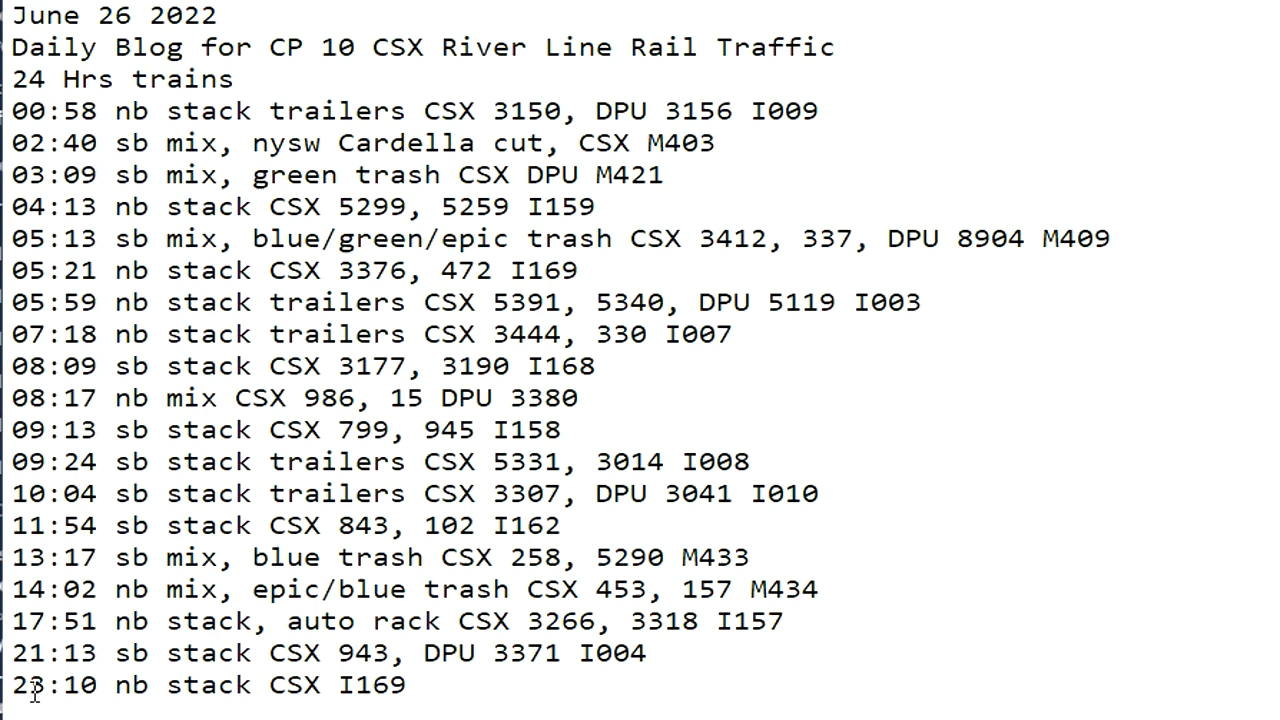 June 26 2022
Daily Blog for CP 10 CSX River Line Rail Traffic
24 Hrs trains
00:58 nb stack trailers CSX 3150, DPU 3156 I009
02:40 sb mix, nysw Cardella cut, CSX M403
03:09 sb mix, green trash CSX DPU M421
04:13 nb stack CSX 5299, 5259 I159
05:13 sb mix, blue/green/epic trash CSX 3412, 337, DPU 8904 M409
05:21 nb stack CSX 3376, 472 I169
05:59 nb stack trailers CSX 5391, 5340, DPU 5119 I003
07:18 nb stack trailers CSX 3444, 330 I007
08:09 sb stack CSX 3177, 3190 I168
08:17 nb mix CSX 986, 15 DPU 3380
09:13 sb stack CSX 799, 945 I158
09:24 sb stack trailers CSX 5331, 3014 I008
10:04 sb stack trailers CSX 3307, DPU 3041 I010
11:54 sb stack CSX 843, 102 I162
13:17 sb mix, blue trash CSX 258, 5290 M433
14:02 nb mix, epic/blue trash CSX 453, 157 M434
17:51 nb stack, auto rack CSX 3266, 3318 I157
21:13 sb stack CSX 943, DPU 3371 I004
23:10 nb stack CSX I169